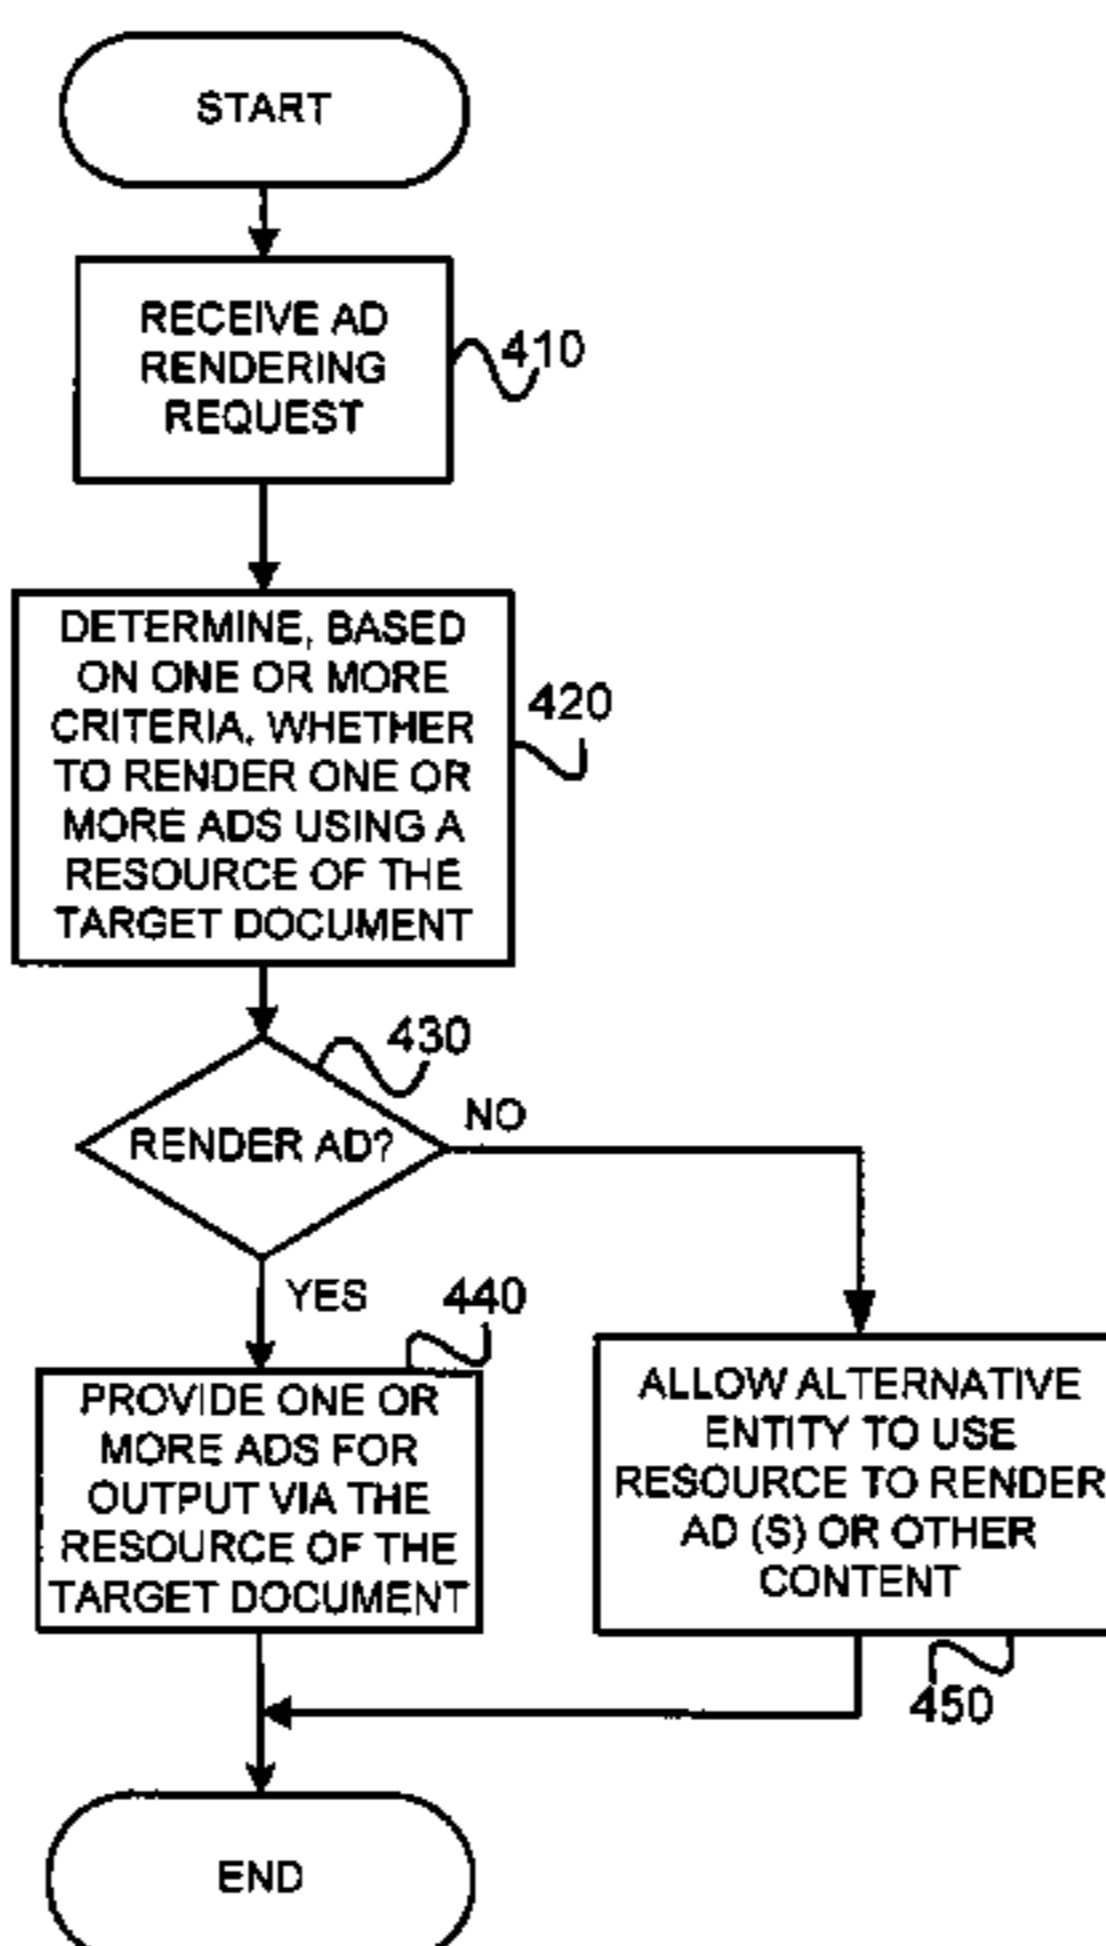 START
RECEIVE AD
RENDERING
REQUEST
410
DETERMINE, BASED
ON ONE OR MORE
CRITERIA, WHETHER
TO RENDER ONE OR
MORE ADS USING A
RESOURCE OF THE
TARGET DOCUMENT
420
430
RENDER AD?
NO
YES
440
PROVIDE ONE OR
MORE ADS FOR
OUTPUT VIA THE
RESOURCE OF THE
TARGET DOCUMENT
ALLOW ALTERNATIVE
ENTITY TO USE
RESOURCE TO RENDER
AD (S) OR OTHER
CONTENT
450
END